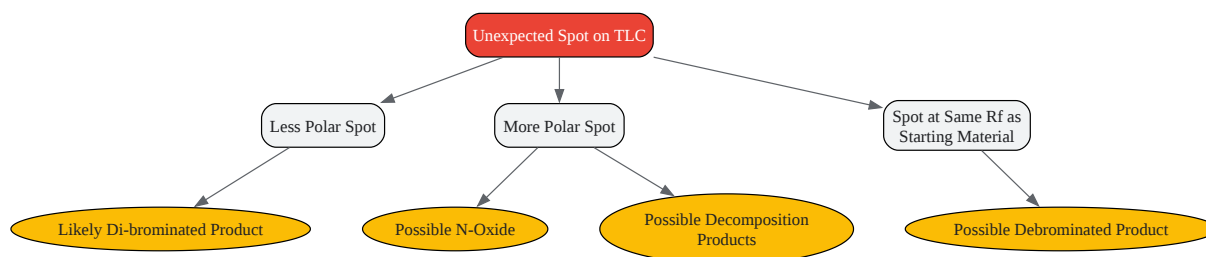 Unexpected Spot on TLC
Less Polar Spot
More Polar Spot
Spot at Same Rf as
Starting Material
Likely Di-brominated Product
Possible N-Oxide
Possible Decomposition
Products
Possible Debrominated Product